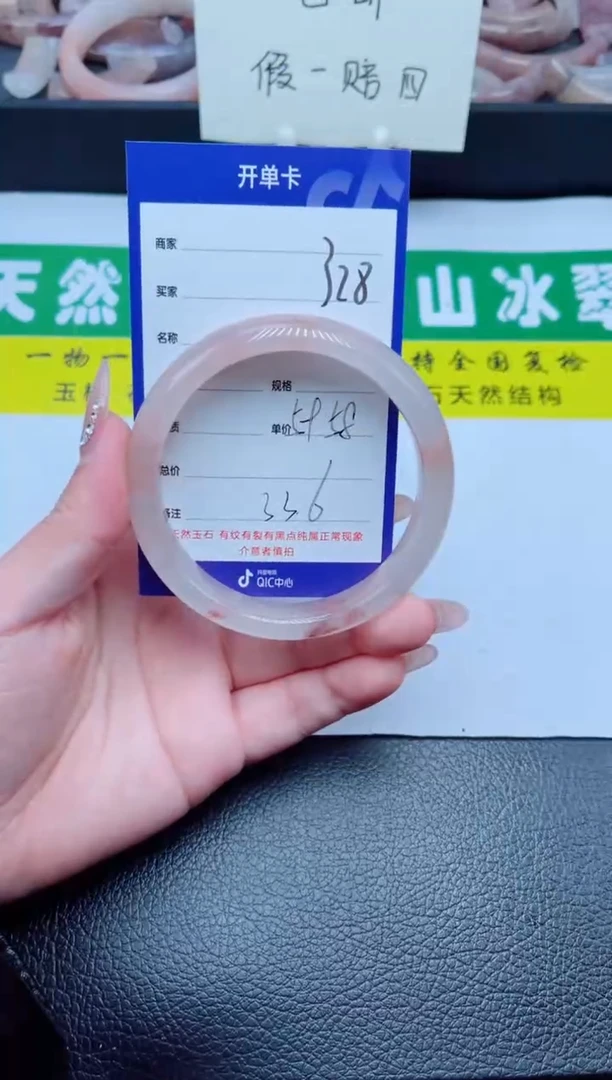 假一赔四
开单卡
商家
328
买家
名称
天然
山冰翠
一物一
持全国复检
石天然结构
规格
单价 54 58
总价
备注 336
天然玉石 有纹有裂有黑点纯属正常现象
介意者慎拍
QIC中心